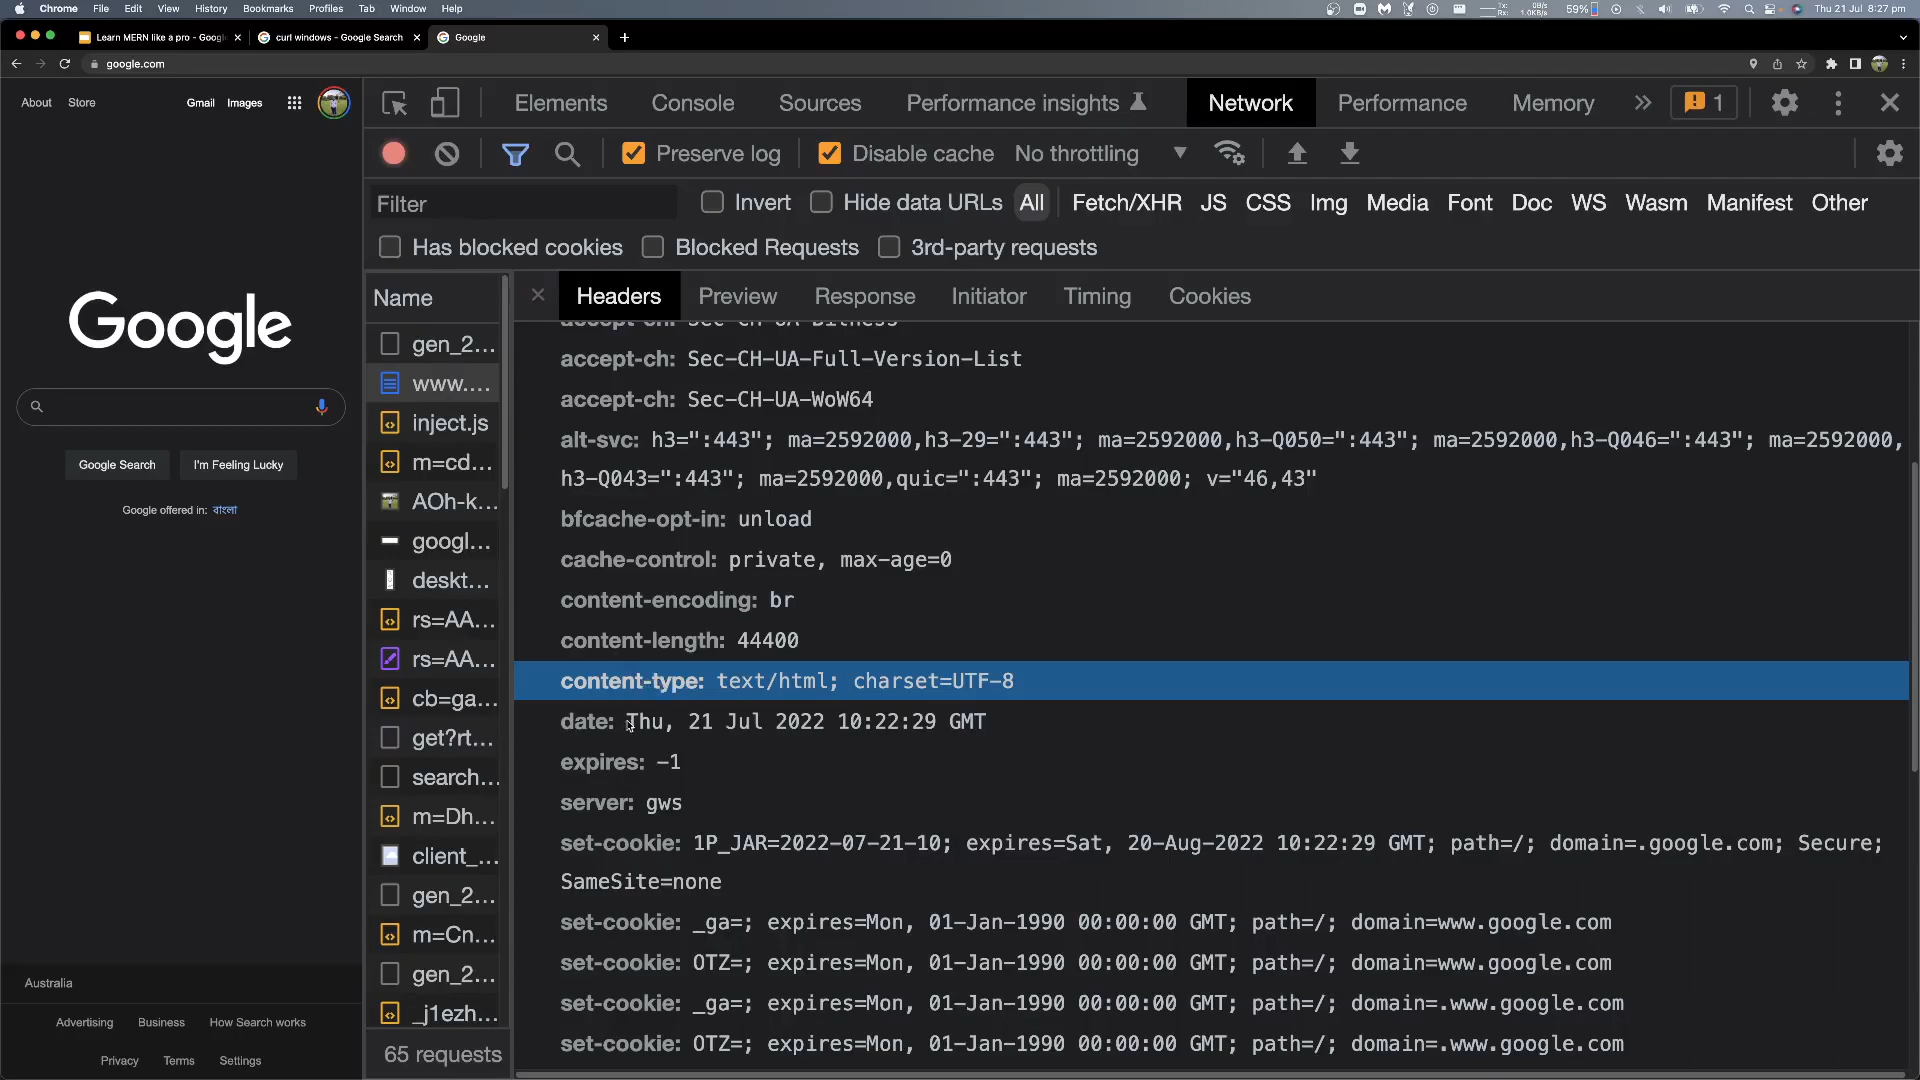 Chrome File Edit View History Bookmarks Profiles Tab Window Help
Tx: 0B/s
Rx: 1.0KB/s
59%
Thu 21 Jul 8:27 pm
Learn MERN like a pro - Google
curl windows - Google Search
Google
google.com
About Store Gmail Images
Google
Google Search I'm Feeling Lucky
Google offered in: বাংলা
Australia
Advertising Business How Search works
Privacy Terms Settings
Elements Console Sources Performance insights Network Performance Memory » 1
Preserve log Disable cache No throttling
Filter Invert Hide data URLs All Fetch/XHR JS CSS Img Media Font Doc WS Wasm Manifest Other
Has blocked cookies Blocked Requests 3rd-party requests
Name
gen_2...
www....
inject.js
m=cd...
AOh-k...
googl...
deskt...
rs=AA...
rs=AA...
cb=ga...
get?rt...
search...
m=Dh...
client_...
gen_2...
m=Cn...
gen_2...
_j1ezh...
65 requests
Headers Preview Response Initiator Timing Cookies
accept-ch: Sec-CH-UA-Bitness
accept-ch: Sec-CH-UA-Full-Version-List
accept-ch: Sec-CH-UA-WoW64
alt-svc: h3=":443"; ma=2592000,h3-29=":443"; ma=2592000,h3-Q050=":443"; ma=2592000,h3-Q046=":443"; ma=2592000,
h3-Q043=":443"; ma=2592000,quic=":443"; ma=2592000; v="46,43"
bfcache-opt-in: unload
cache-control: private, max-age=0
content-encoding: br
content-length: 44400
content-type: text/html; charset=UTF-8
date: Thu, 21 Jul 2022 10:22:29 GMT
expires: -1
server: gws
set-cookie: 1P_JAR=2022-07-21-10; expires=Sat, 20-Aug-2022 10:22:29 GMT; path=/; domain=.google.com; Secure;
SameSite=none
set-cookie: _ga=; expires=Mon, 01-Jan-1990 00:00:00 GMT; path=/; domain=www.google.com
set-cookie: OTZ=; expires=Mon, 01-Jan-1990 00:00:00 GMT; path=/; domain=www.google.com
set-cookie: _ga=; expires=Mon, 01-Jan-1990 00:00:00 GMT; path=/; domain=.www.google.com
set-cookie: OTZ=; expires=Mon, 01-Jan-1990 00:00:00 GMT; path=/; domain=.www.google.com